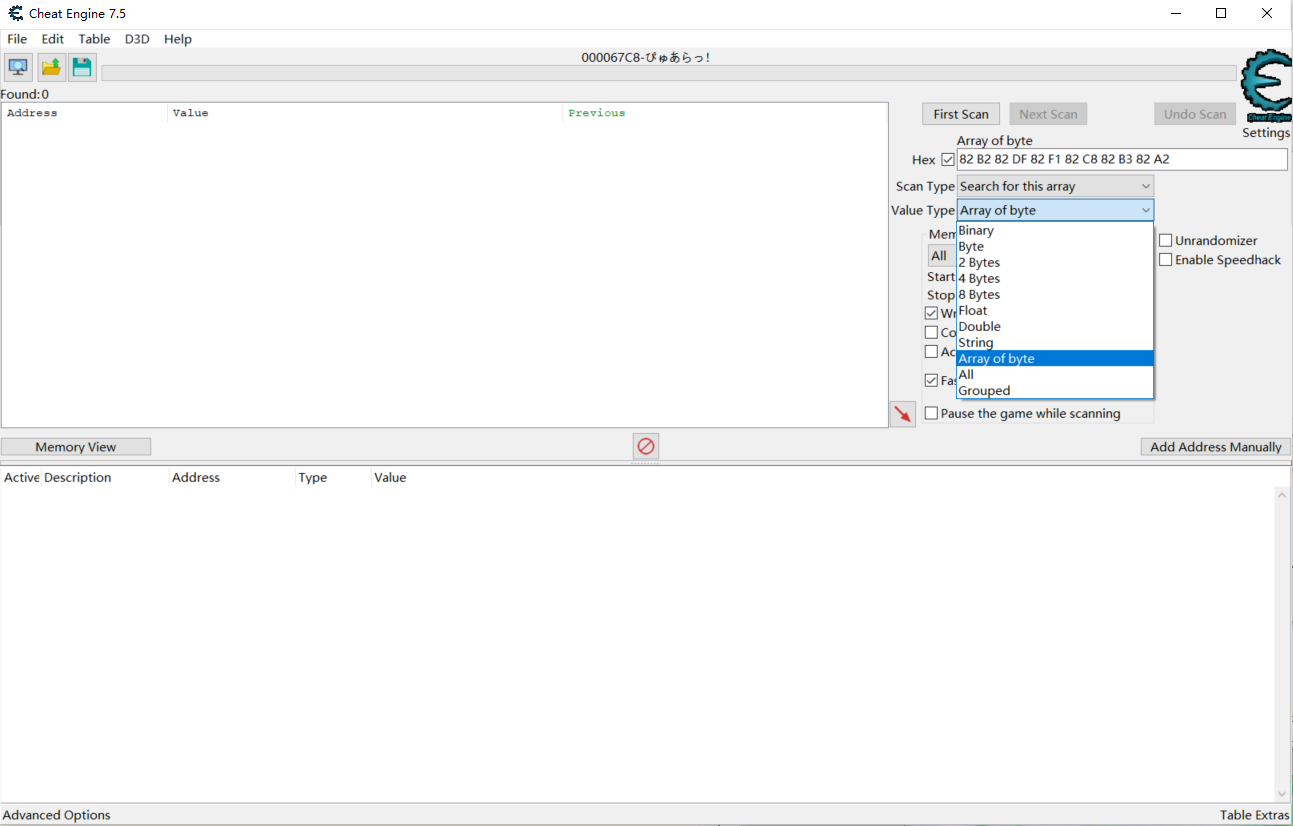 Cheat Engine 7.5
File Edit Table D3D Help
000067C8-ぴゅあらっ!
Found:0
Address Value Previous
First Scan Next Scan Undo Scan
Cheat Engine
Settings
Array of byte
Hex 82 B2 82 DF 82 F1 82 C8 82 B3 82 A2
Scan Type Search for this array
Value Type Array of byte
Mem
All
Start
Stop
Wr
Co
Ac
Fas
Binary
Byte
2 Bytes
4 Bytes
8 Bytes
Float
Double
String
Array of byte
All
Grouped
Unrandomizer
Enable Speedhack
Pause the game while scanning
Memory View Add Address Manually
Active Description Address Type Value
Advanced Options Table Extras